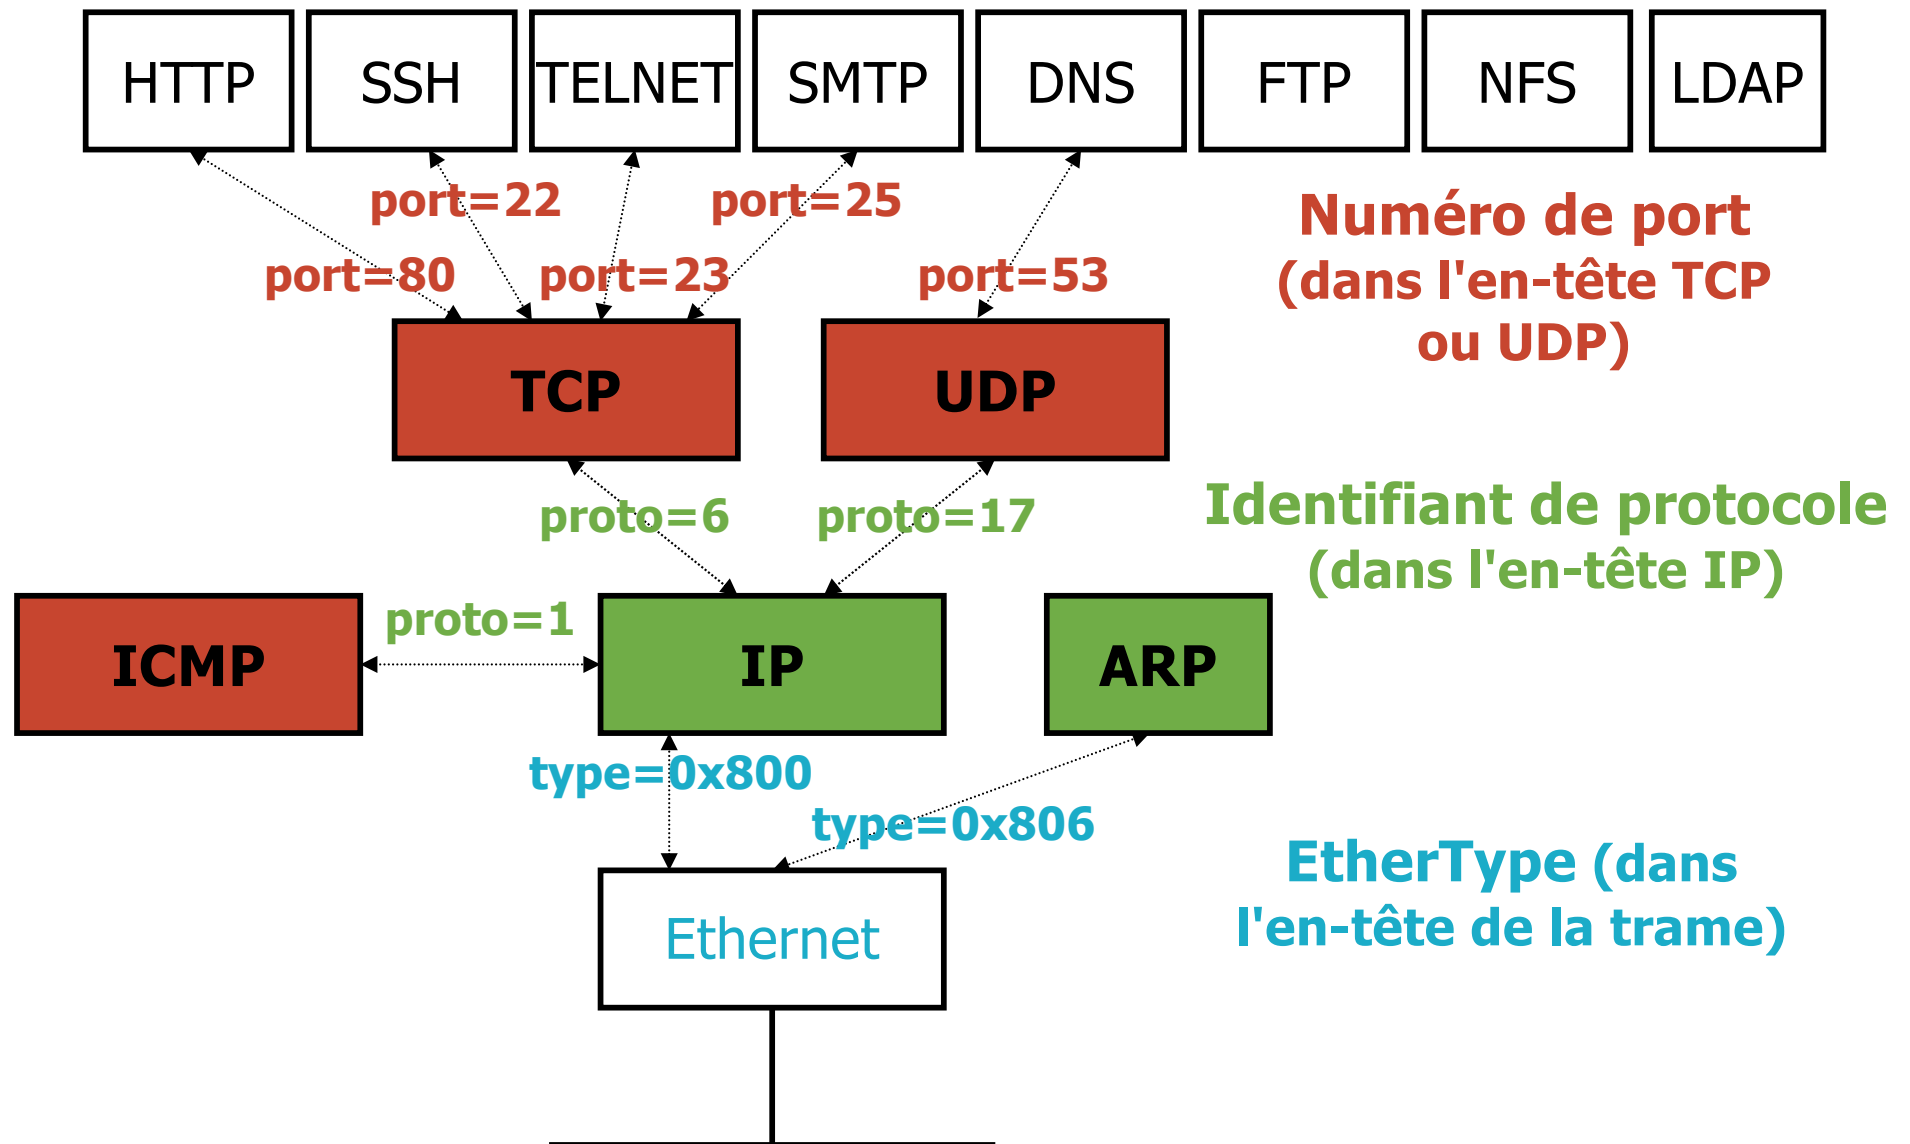 HTTP
SSH
TELNET
SMTP
DNS
FTP
NFS
LDAP
port=22
port=25
port=80
port=23
port=53
Numéro de port
(dans l'en-tête TCP
ou UDP)
TCP
UDP
proto=6
proto=17
Identifiant de protocole
(dans l'en-tête IP)
proto=1
ICMP
IP
ARP
type=0x800
type=0x806
EtherType (dans
l'en-tête de la trame)
Ethernet